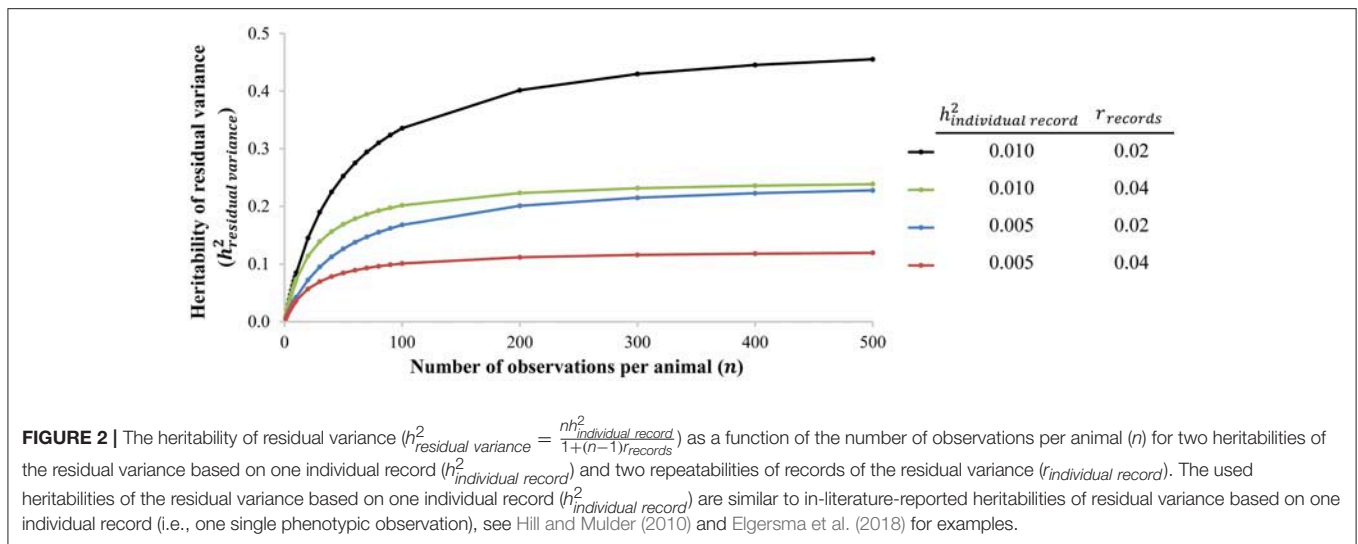 0.5
0.4
0.3
0.2
0.1
0.0
Heritability of residual variance
(h²residual variance)
0 100 200 300 400 500
Number of observations per animal (n)
h²individual record r records
0.010 0.02
0.010 0.04
0.005 0.02
0.005 0.04
FIGURE 2 | The heritability of residual variance (h²residual variance = nh²individual record / 1+(n−1)r records) as a function of the number of observations per animal (n) for two heritabilities of
the residual variance based on one individual record (h²individual record) and two repeatabilities of records of the residual variance (r individual record). The used
heritabilities of the residual variance based on one individual record (h²individual record) are similar to in-literature-reported heritabilities of residual variance based on one
individual record (i.e., one single phenotypic observation), see Hill and Mulder (2010) and Elgersma et al. (2018) for examples.